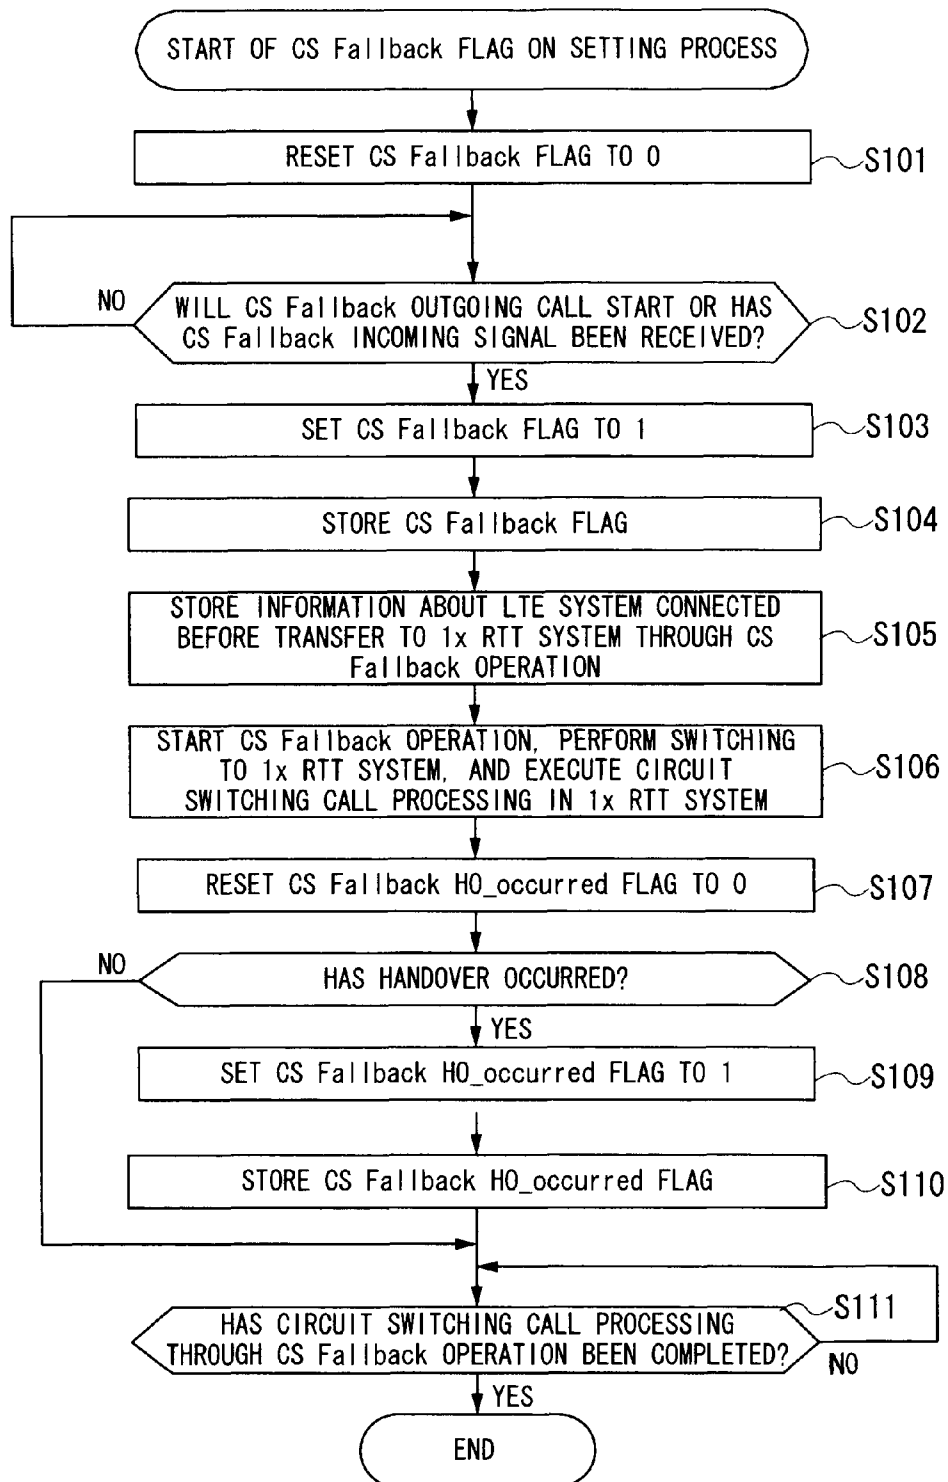 START OF CS Fallback FLAG ON SETTING PROCESS
RESET CS Fallback FLAG TO 0
S101
NO
WILL CS Fallback OUTGOING CALL START OR HAS
CS Fallback INCOMING SIGNAL BEEN RECEIVED?
S102
YES
SET CS Fallback FLAG TO 1
S103
STORE CS Fallback FLAG
S104
STORE INFORMATION ABOUT LTE SYSTEM CONNECTED
BEFORE TRANSFER TO 1x RTT SYSTEM THROUGH CS
Fallback OPERATION
S105
START CS Fallback OPERATION, PERFORM SWITCHING
TO 1x RTT SYSTEM, AND EXECUTE CIRCUIT
SWITCHING CALL PROCESSING IN 1x RTT SYSTEM
S106
RESET CS Fallback HO_occurred FLAG TO 0
S107
NO
HAS HANDOVER OCCURRED?
S108
YES
SET CS Fallback HO_occurred FLAG TO 1
S109
STORE CS Fallback HO_occurred FLAG
S110
S111
HAS CIRCUIT SWITCHING CALL PROCESSING
THROUGH CS Fallback OPERATION BEEN COMPLETED?
NO
YES
END